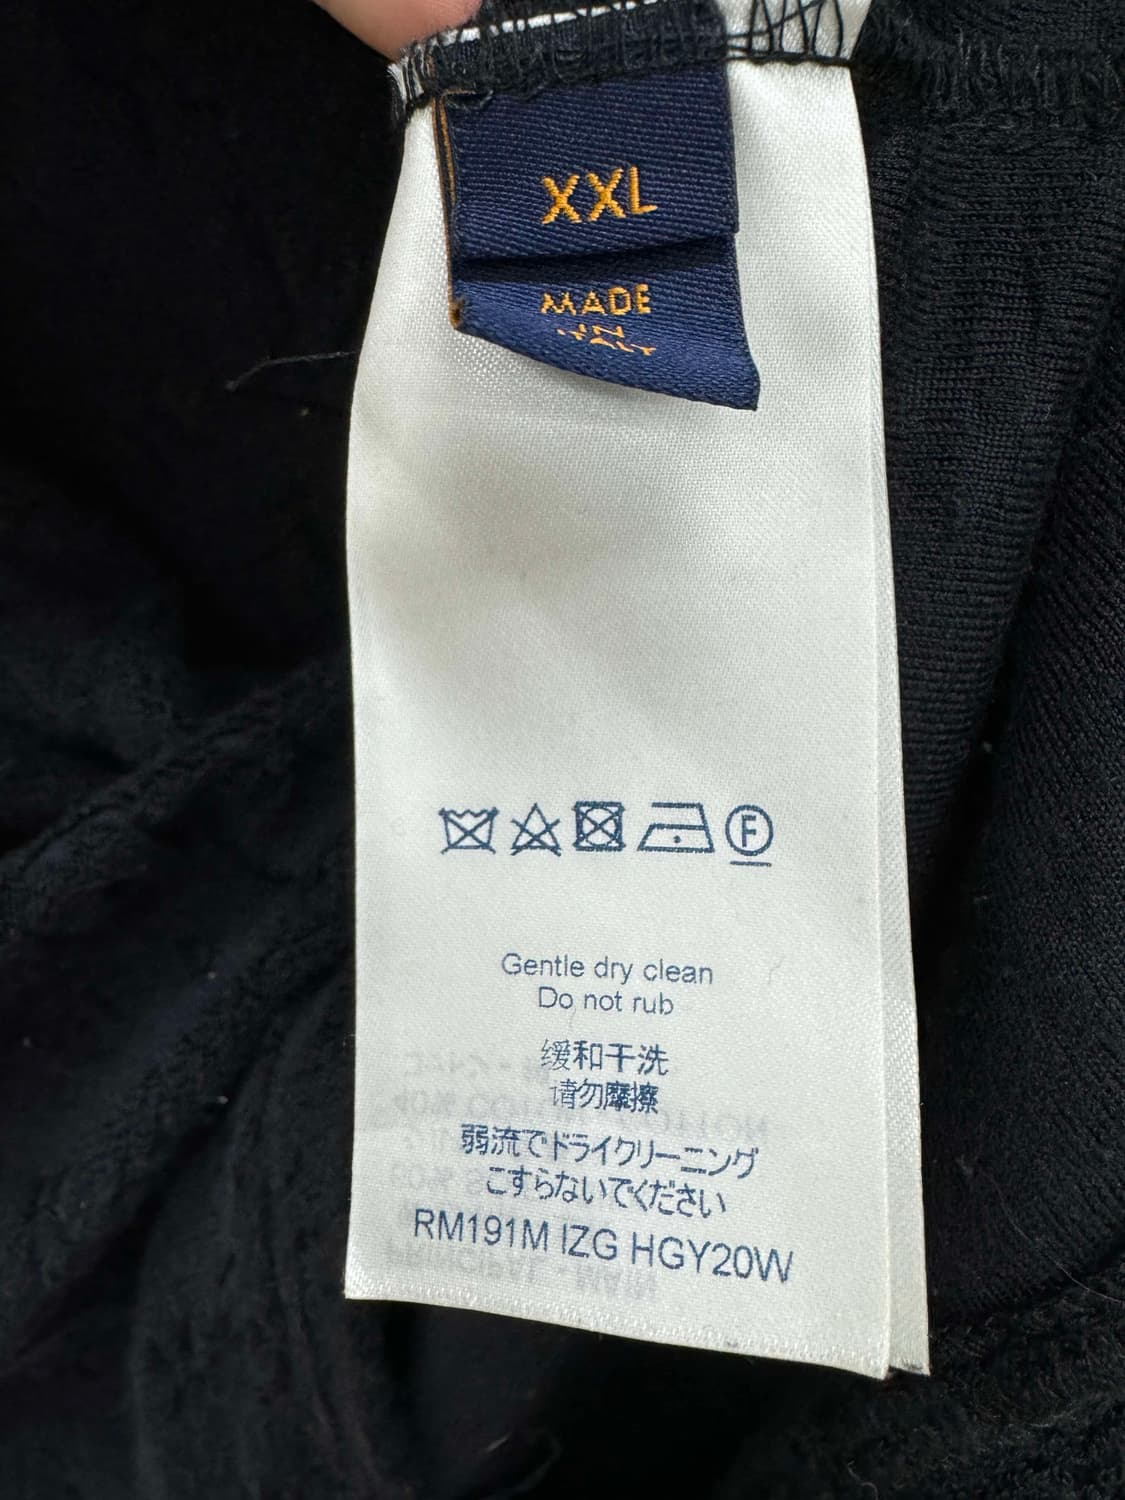 XXL
MADE
IN
ITALY
F
Gentle dry clean
Do not rub
缓和干洗
请勿摩擦
弱流でドライクリーニング
こすらないでください
RM191M IZG HGY20W